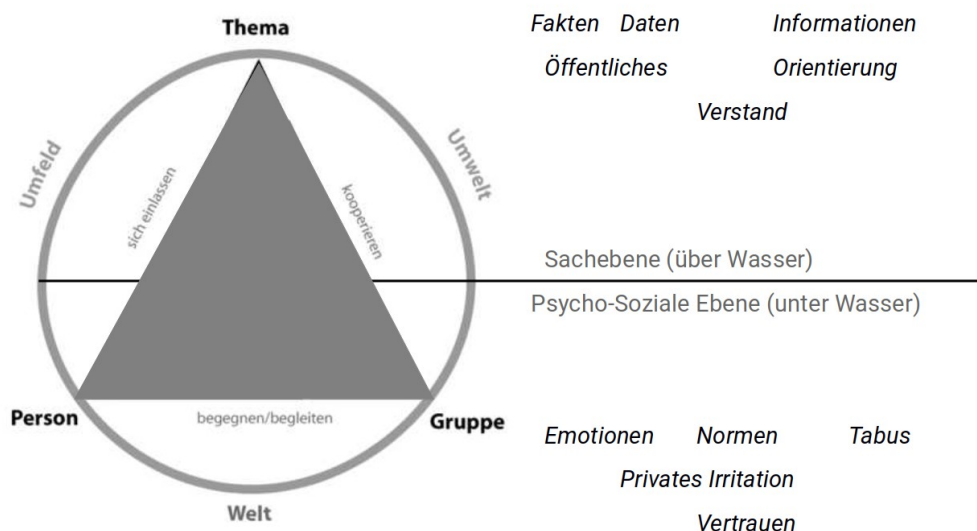 Thema
Umfeld
Umwelt
sich einlassen
kooperieren
Person
begegnen/begleiten
Gruppe
Welt
Fakten Daten Informationen
Öffentliches Orientierung
Verstand
Sachebene (über Wasser)
Psycho-Soziale Ebene (unter Wasser)
Emotionen Normen Tabus
Privates Irritation
Vertrauen